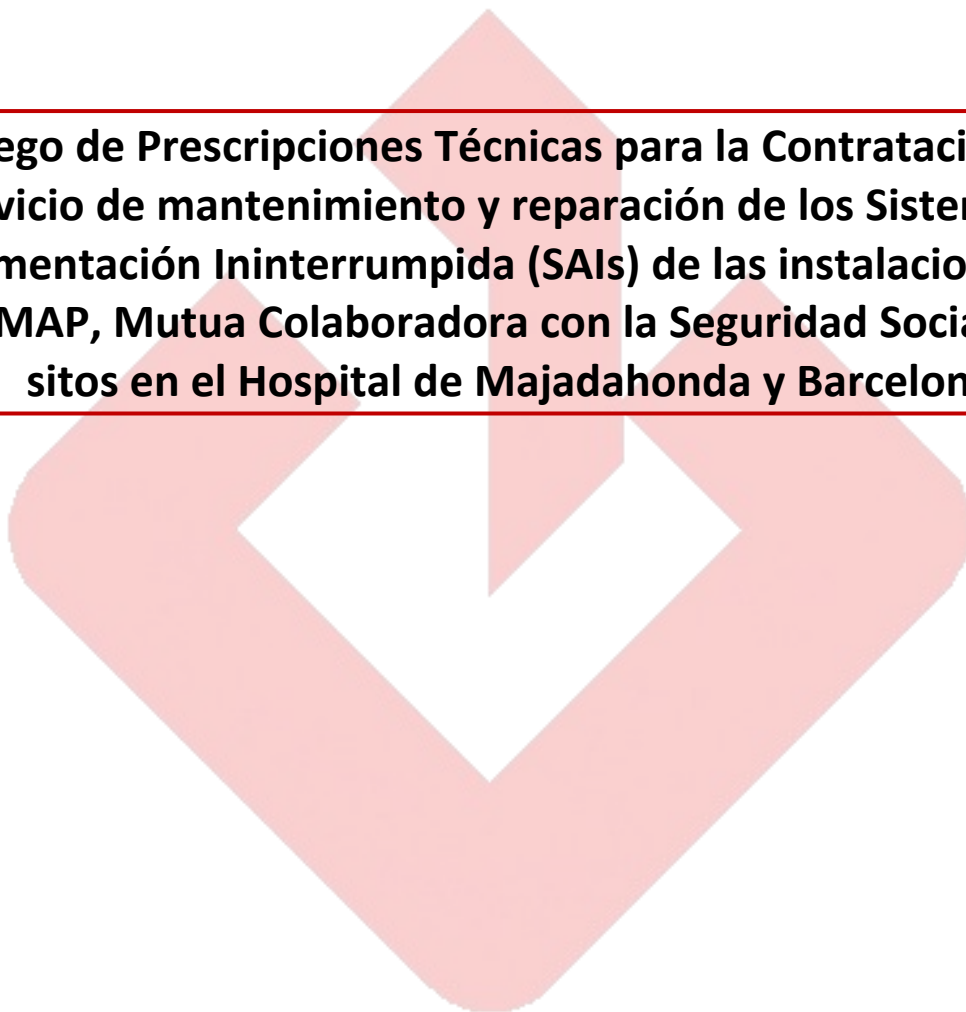 ego de Prescripciones Técnicas para la Contrataci
vicio de mantenimiento y reparación de los Sister
mentación Ininterrumpida (SAIs) de las instalacio
MAP, Mutua Colaboradora con la Seguridad Socia
sitos en el Hospital de Majadahonda y Barcelon